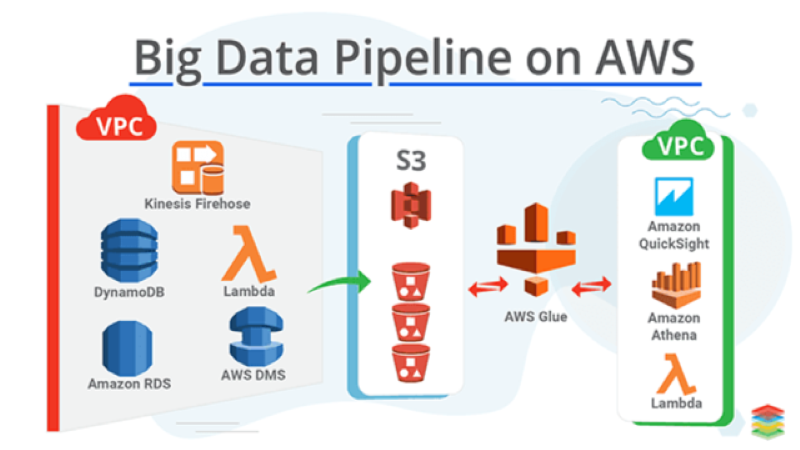 Big Data Pipeline on AWS
VPC
Kinesis Firehose
DynamoDB
Lambda
Amazon RDS
AWS DMS
S3
AWS Glue
VPC
Amazon
QuickSight
Amazon
Athena
Lambda